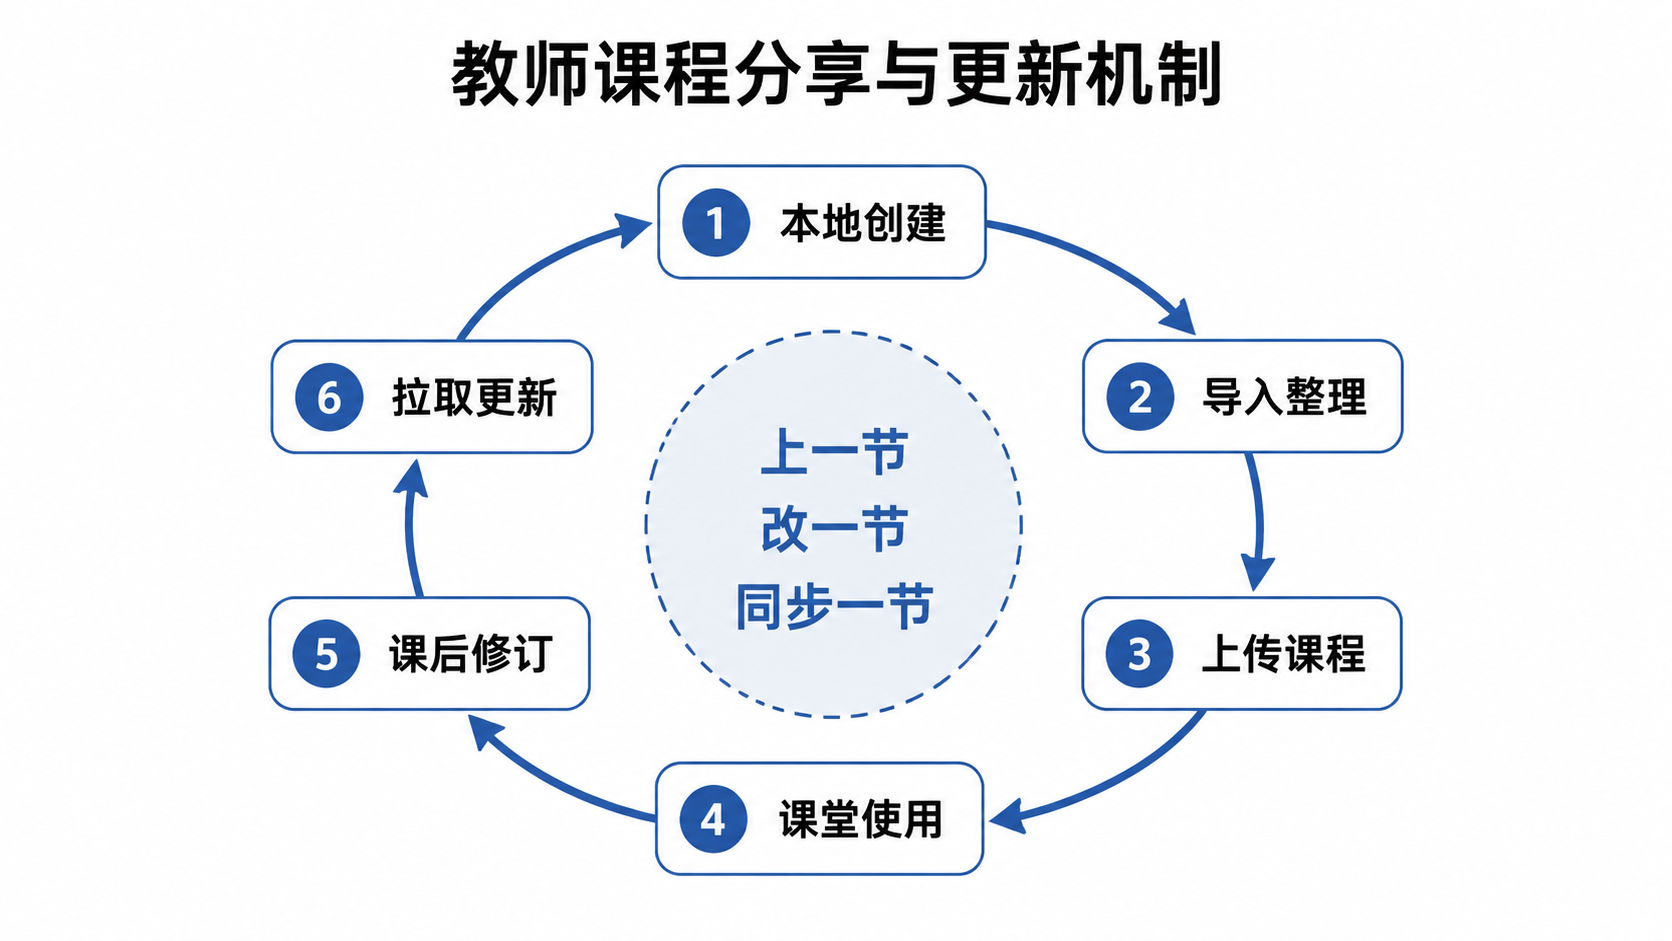 教师课程分享与更新机制
1 本地创建
2 导入整理
3 上传课程
4 课堂使用
5 课后修订
6 拉取更新
上一节
改一节
同步一节